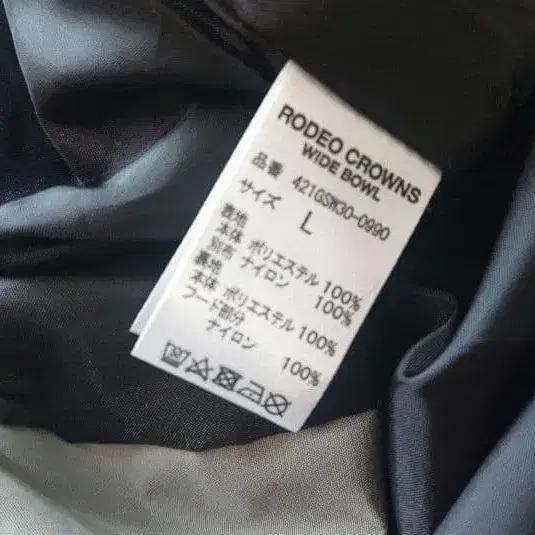 RODEO CROWNS
WIDE BOWL
品番 421GSW30-0990
サイズ L
表地
本体 ポリエステル 100%
別布 ナイロン 100%
裏地
本体 ポリエステル 100%
フード部分
ナイロン 100%